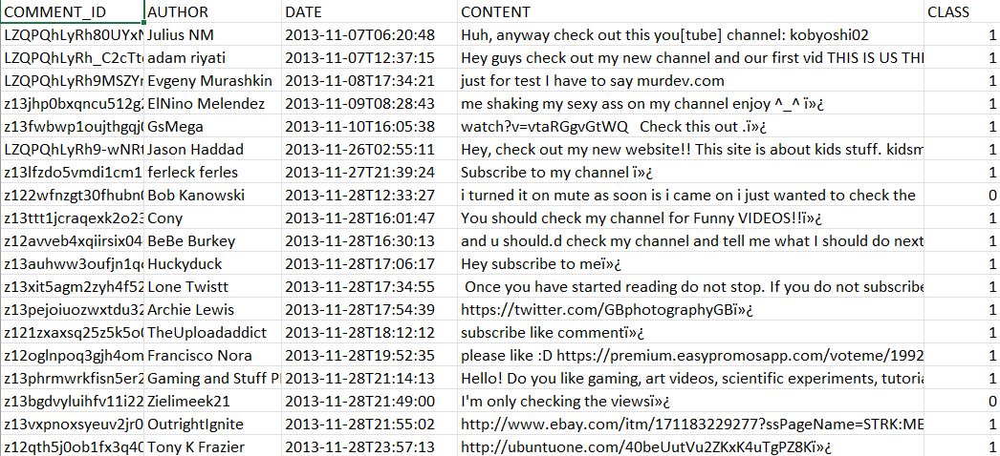 COMMENT_ID AUTHOR DATE CONTENT CLASS
LZQPQhLyRh80UYxN Julius NM 2013-11-07T06:20:48 Huh, anyway check out this you[tube] channel: kobyoshi02 1
LZQPQhLyRh_C2cTt adam riyati 2013-11-07T12:37:15 Hey guys check out my new channel and our first vid THIS IS US THE 1
LZQPQhLyRh9MSZYr Evgeny Murashkin 2013-11-08T17:34:21 just for test I have to say murdev.com 1
z13jhp0bxqncu512g2 ElNino Melendez 2013-11-09T08:28:43 me shaking my sexy ass on my channel enjoy ^_^ ï»¿ 1
z13fwbwp1oujthgqj0 GsMega 2013-11-10T16:05:38 watch?v=vtaRGgvGtWQ Check this out .ï»¿ 1
LZQPQhLyRh9-wNRt Jason Haddad 2013-11-26T02:55:11 Hey, check out my new website!! This site is about kids stuff. kidsm 1
z13lfzdo5vmdi1cm1 ferleck ferles 2013-11-27T21:39:24 Subscribe to my channel ï»¿ 1
z122wfnzgt30fhubn0 Bob Kanowski 2013-11-28T12:33:27 i turned it on mute as soon is i came on i just wanted to check the 0
z13ttt1jcraqexk2o23 Cony 2013-11-28T16:01:47 You should check my channel for Funny VIDEOS!!ï»¿ 1
z12avveb4xqiirsix04 BeBe Burkey 2013-11-28T16:30:13 and u should.d check my channel and tell me what I should do next 1
z13auhww3oufjn1q Huckyduck 2013-11-28T17:06:17 Hey subscribe to meï»¿ 1
z13xit5agm2zyh4f52 Lone Twistt 2013-11-28T17:34:55 Once you have started reading do not stop. If you do not subscribe 1
z13pejoiuozwxtdu32 Archie Lewis 2013-11-28T17:54:39 https://twitter.com/GBphotographyGBï»¿ 1
z121zxaxsq25z5k5o TheUploadaddict 2013-11-28T18:12:12 subscribe like commentï»¿ 1
z12oglnpoq3gjh4om Francisco Nora 2013-11-28T19:52:35 please like :D https://premium.easypromosapp.com/voteme/1992 1
z13phrmwrkfisn5er2 Gaming and Stuff P 2013-11-28T21:14:13 Hello! Do you like gaming, art videos, scientific experiments, tutoria 1
z13bgdvyluihfv11i22 Zielimeek21 2013-11-28T21:49:00 I'm only checking the viewsï»¿ 0
z13vxpnoxsyeuv2jr0 OutrightIgnite 2013-11-28T21:55:02 http://www.ebay.com/itm/171183229277?ssPageName=STRK:ME 1
z12qth5j0ob1fx3q40 Tony K Frazier 2013-11-28T23:57:13 http://ubuntuone.com/40beUutVu2ZKxK4uTgPZ8Kï»¿ 1